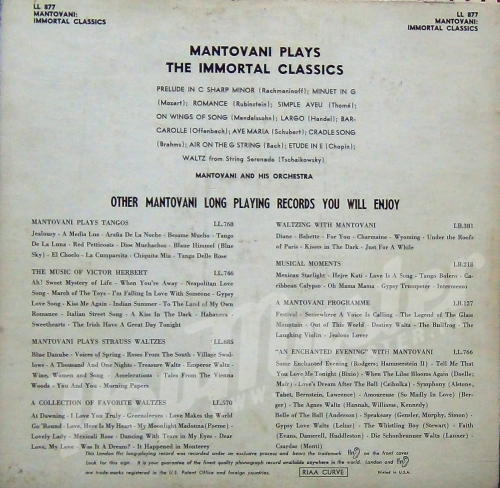 LL 877
MANTOVANI:
IMMORTAL CLASSICS
LL 877
MANTOVANI:
IMMORTAL CLASSICS
MANTOVANI PLAYS
THE IMMORTAL CLASSICS
PRELUDE IN C SHARP MINOR (Rachmaninoff); MINUET IN G
(Mozart); ROMANCE (Rubinstein); SIMPLE AVEU (Thomé);
ON WINGS OF SONG (Mendelssohn); LARGO (Handel); BAR-
CAROLLE (Offenbach); AVE MARIA (Schubert); CRADLE SONG
(Brahms); AIR ON THE G STRING (Bach); ETUDE IN E (Chopin);
WALTZ from String Serenade (Tschaikowsky)
MANTOVANI AND HIS ORCHESTRA
OTHER MANTOVANI LONG PLAYING RECORDS YOU WILL ENJOY
MANTOVANI PLAYS TANGOS LL.768
Jealousy - A Media Luz - Araña De La Noche - Besame Mucho - Tango
De La Luna - Red Petticoats - Dos Muchachos - Blauer Himmel (Blue
Sky) - El Choclo - La Cumparsita - Chiquita Mia - Tango Delle Rose
THE MUSIC OF VICTOR HERBERT LL.746
Ah! Sweet Mystery of Life - When You're Away - Neapolitan Love
Song - March of The Toys - I'm Falling In Love With Someone - Gypsy
Love Song - Kiss Me Again - Indian Summer - To The Land of My Own
Romance - Italian Street Song - A Kiss In The Dark - Habanera -
Sweethearts - The Irish Have A Great Day Tonight
MANTOVANI PLAYS STRAUSS WALTZES LL.685
Blue Danube - Voices of Spring - Roses From The South - Village Swal-
lows - A Thousand And One Nights - Treasure Waltz - Emperor Waltz -
Wine, Women and Song - Accelerations - Tales From The Vienna
Woods - You And You - Morning Papers
A COLLECTION OF FAVORITE WALTZES LL.570
At Dawning - I Love You Truly - Greensleeves - Love Makes the World
Go 'Round - Love, Here Is My Heart - My Moonlight Madonna (Poeme) -
Lovely Lady - Mexicali Rose - Dancing With Tears in My Eyes - Dear
Love, My Love - Was It A Dream? - It Happened in Monterey
WALTZING WITH MANTOVANI LB.381
Diane - Babette - For You - Charmaine - Wyoming - Under the Roofs
of Paris - Kisses in the Dark - Just For A While
MUSICAL MOMENTS LB.218
Mexican Starlight - Hejre Kati - Love Is A Song - Tango Bolero - Ca-
ribbean Calypso - Oh Mama Mama - Gypsy Trumpeter - Intermezzo
A MANTOVANI PROGRAMME LB.127
Festival - Somewhere A Voice Is Calling - The Legend of The Glass
Mountain - Out of This World - Destiny Waltz - The Bullfrog - The
Laughing Violin - Jealous Lover
"AN ENCHANTED EVENING" WITH MANTOVANI LL.766
Some Enchanted Evening (Rodgers; Hammerstein II) - Tell Me That
You Love Me Tonight (Bixio) - When The Lilac Blooms Again (Doelle;
Mair) - Love's Dream After The Ball (Czibulka) - Symphony (Alstone,
Tabet, Bernstein, Lawrence) - Amoureuse (So Madly In Love) (Ber-
ger) - The Agnes Waltz (Hannah, Williams, Kennedy)
Belle of The Ball (Anderson) - Speakeasy (Gensler, Morphy, Simon) -
Gypsy Love Waltz (Lehar) - The Whistling Boy (Stewart) - Faith
(Evans, Damerell, Huddleston) - Die Schonbrunner Waltz (Lanner) -
Czardas (Monti)
This London ffrr long-playing record was recorded under an exclusive process and bears the trademark ffrr on the front cover.
Look for this sign. It is your guarantee of the finest quality phonograph record available anywhere in the world. London and ffrr
are trade-marks registered in U.S. Patent Office and foreign countries.
RIAA CURVE
Printed in U.S.A.